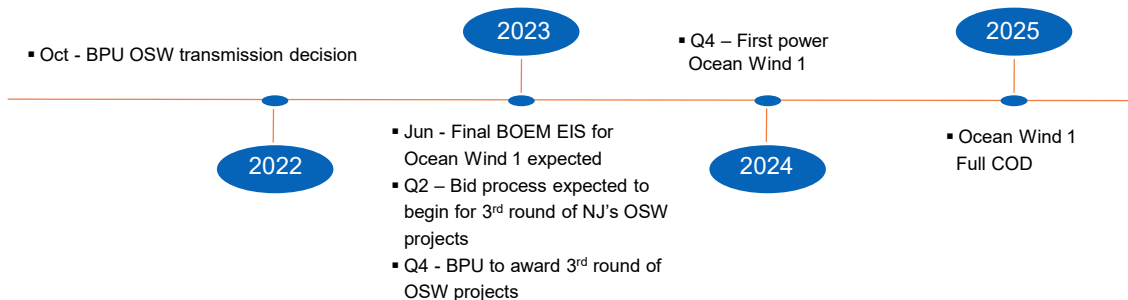 ▪ Oct - BPU OSW transmission decision
2022
2023
▪ Jun - Final BOEM EIS for
Ocean Wind 1 expected
▪ Q2 – Bid process expected to
begin for 3rd round of NJ's OSW
projects
▪ Q4 - BPU to award 3rd round of
OSW projects
▪ Q4 – First power
Ocean Wind 1
2024
2025
▪ Ocean Wind 1
Full COD